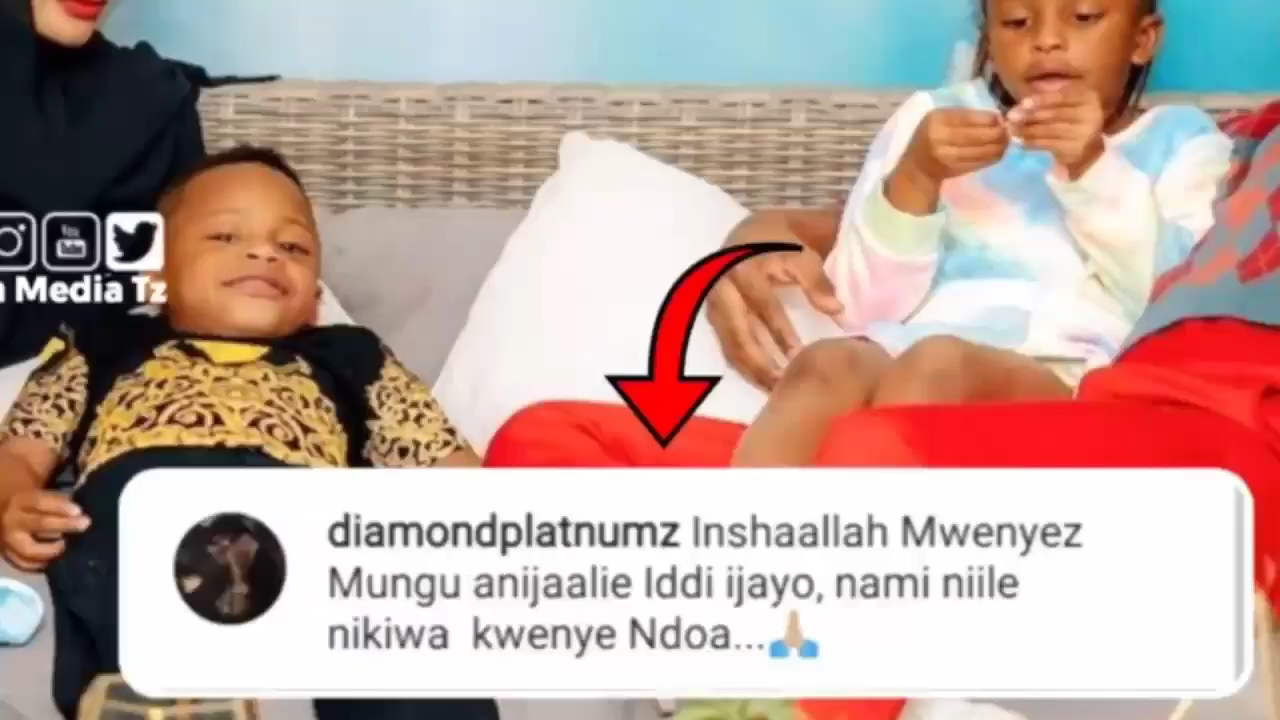 Media Tz
diamondplatnumz Inshaallah Mwenyez
Mungu anijaalie Iddi ijayo, nami niile
nikiwa kwenye Ndoa...🙏🏼